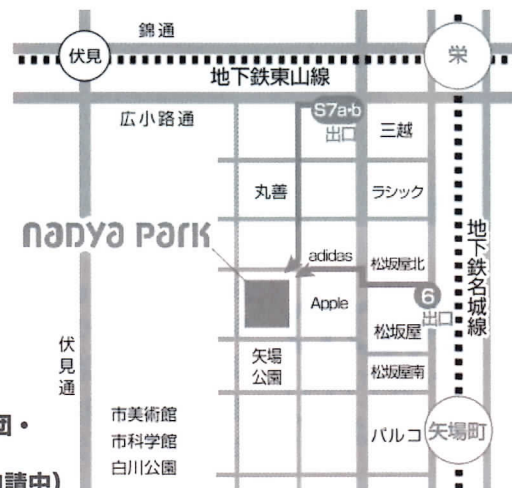 錦通
伏見
栄
地下鉄東山線
広小路通
S7a・b
出口
三越
丸善
ラシック
地下鉄名城線
nadya park
adidas
松坂屋北
Apple
6
出口
松坂屋
伏見通
矢場
公園
松坂屋南
市美術館
市科学館
白川公園
パルコ
矢場町
団・
請中)